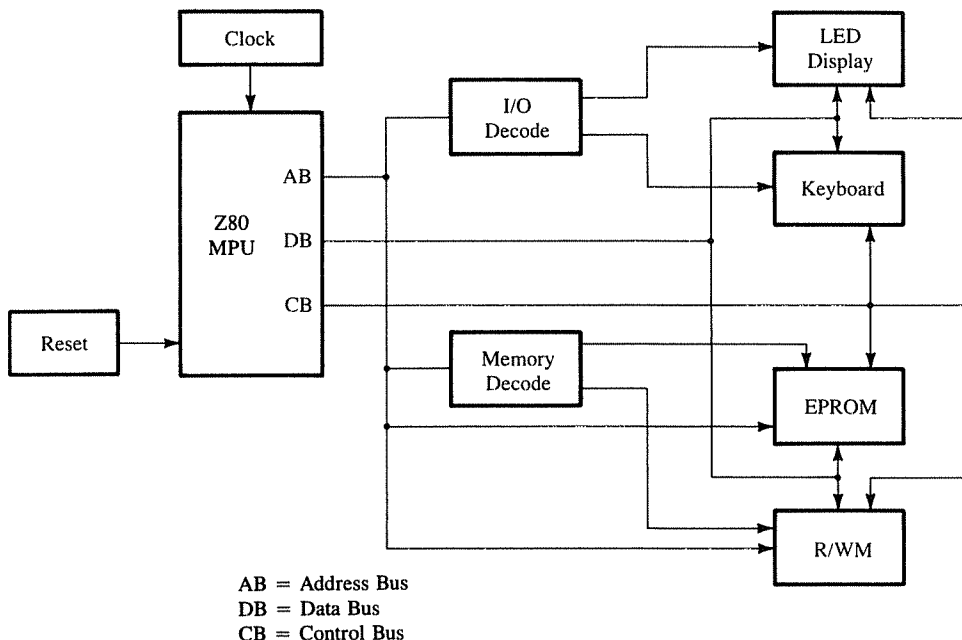 Clock
LED
Display
I/O
Decode
AB
Keyboard
Z80
MPU
DB
CB
Reset
Memory
Decode
EPROM
R/WM
AB = Address Bus
DB = Data Bus
CB = Control Bus